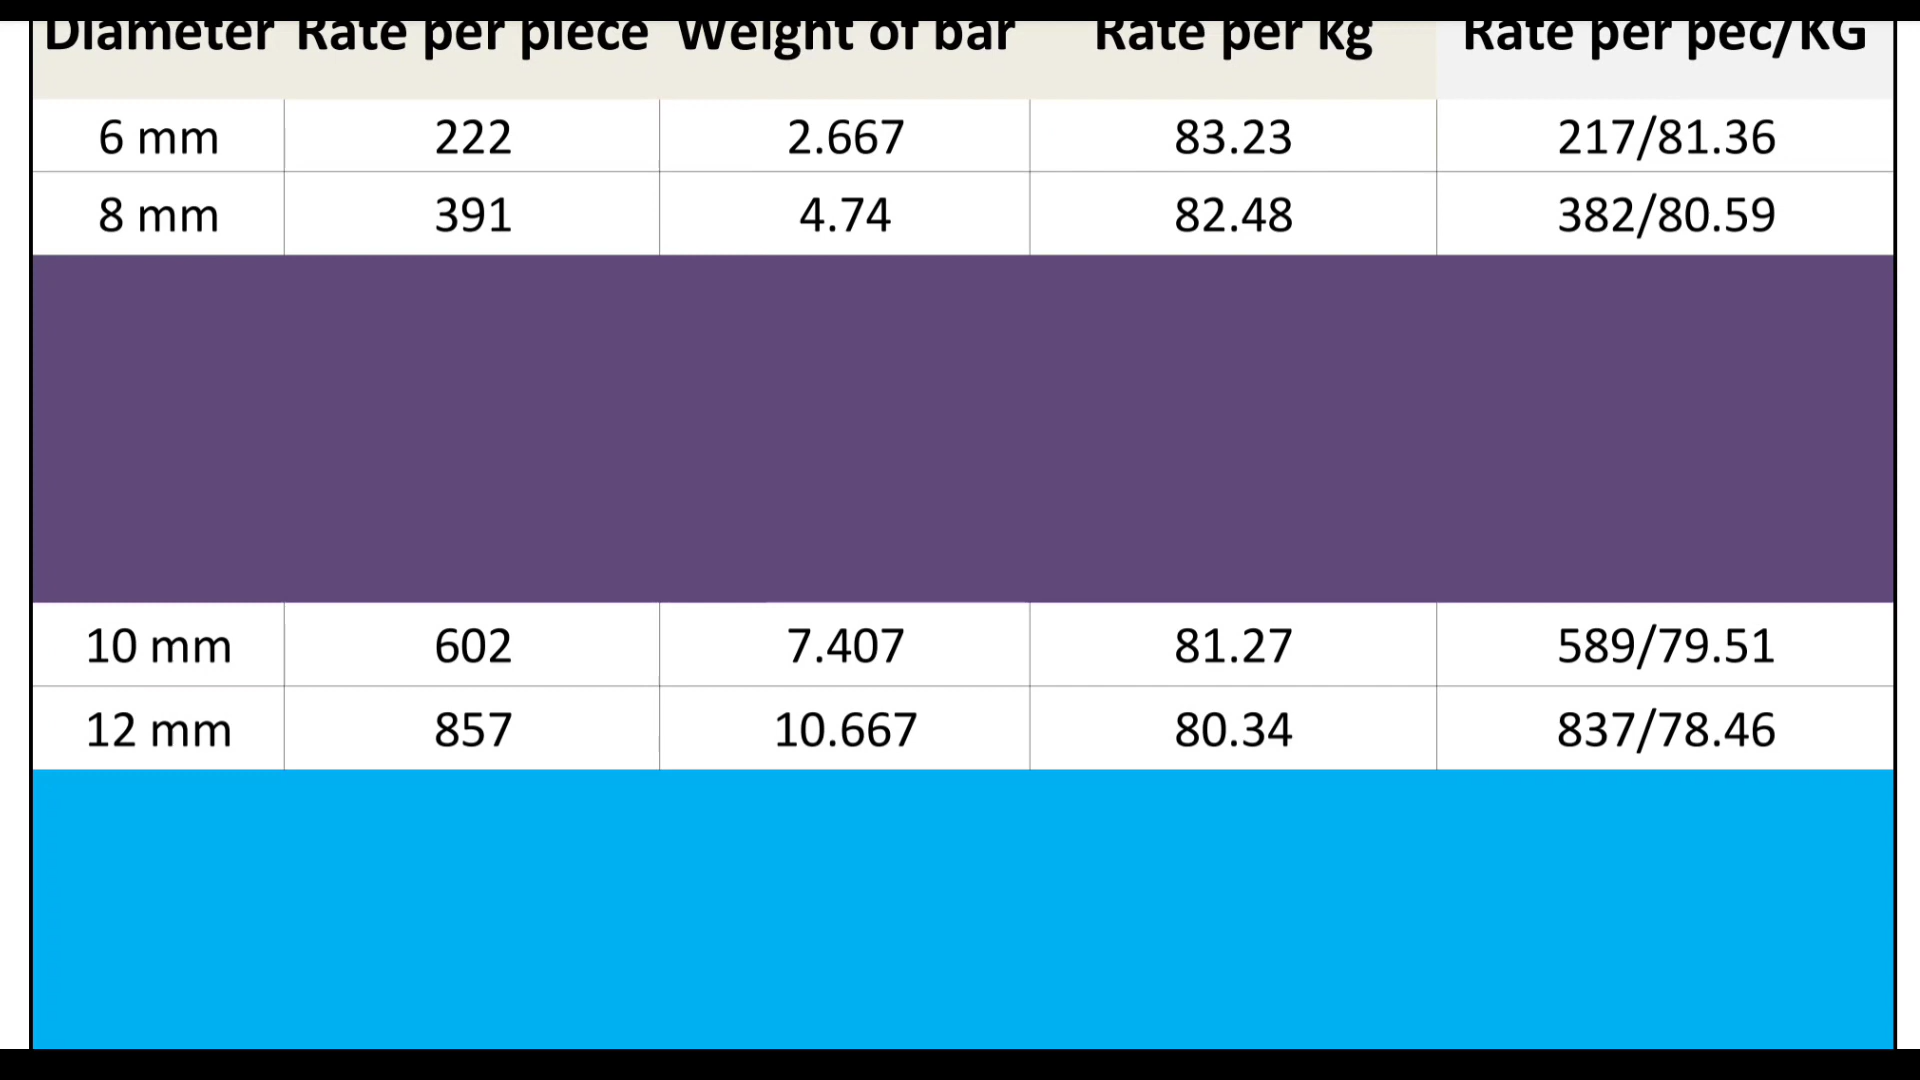 Diameter Rate per piece Weight of bar Rate per kg Rate per pec/KG
6 mm 222 2.667 83.23 217/81.36
8 mm 391 4.74 82.48 382/80.59
10 mm 602 7.407 81.27 589/79.51
12 mm 857 10.667 80.34 837/78.46